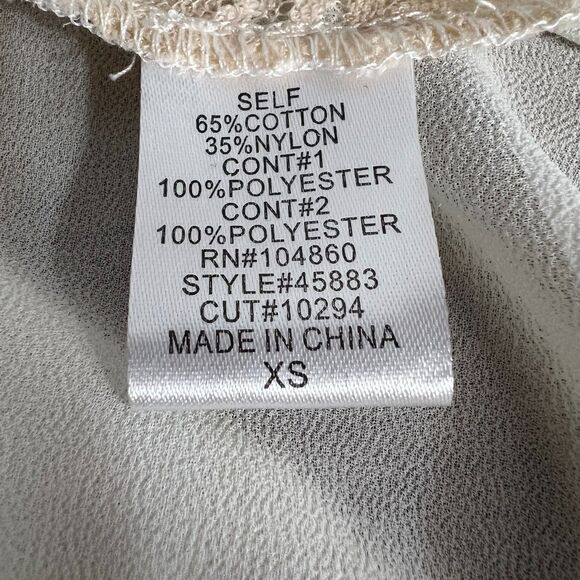 SELF
65%COTTON
35%NYLON
CONT#1
100%POLYESTER
CONT#2
100%POLYESTER
RN#104860
STYLE#45883
CUT#10294
MADE IN CHINA
XS